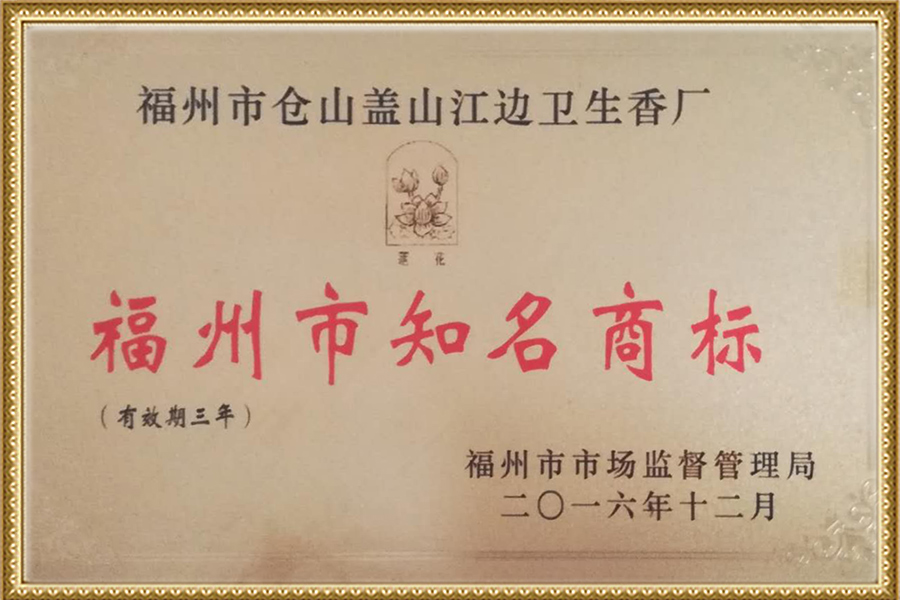 福州市仓山盖山江边卫生香厂
莲花
福州市知名商标
（有效期三年）
福州市市场监督管理局
二〇一六年十二月